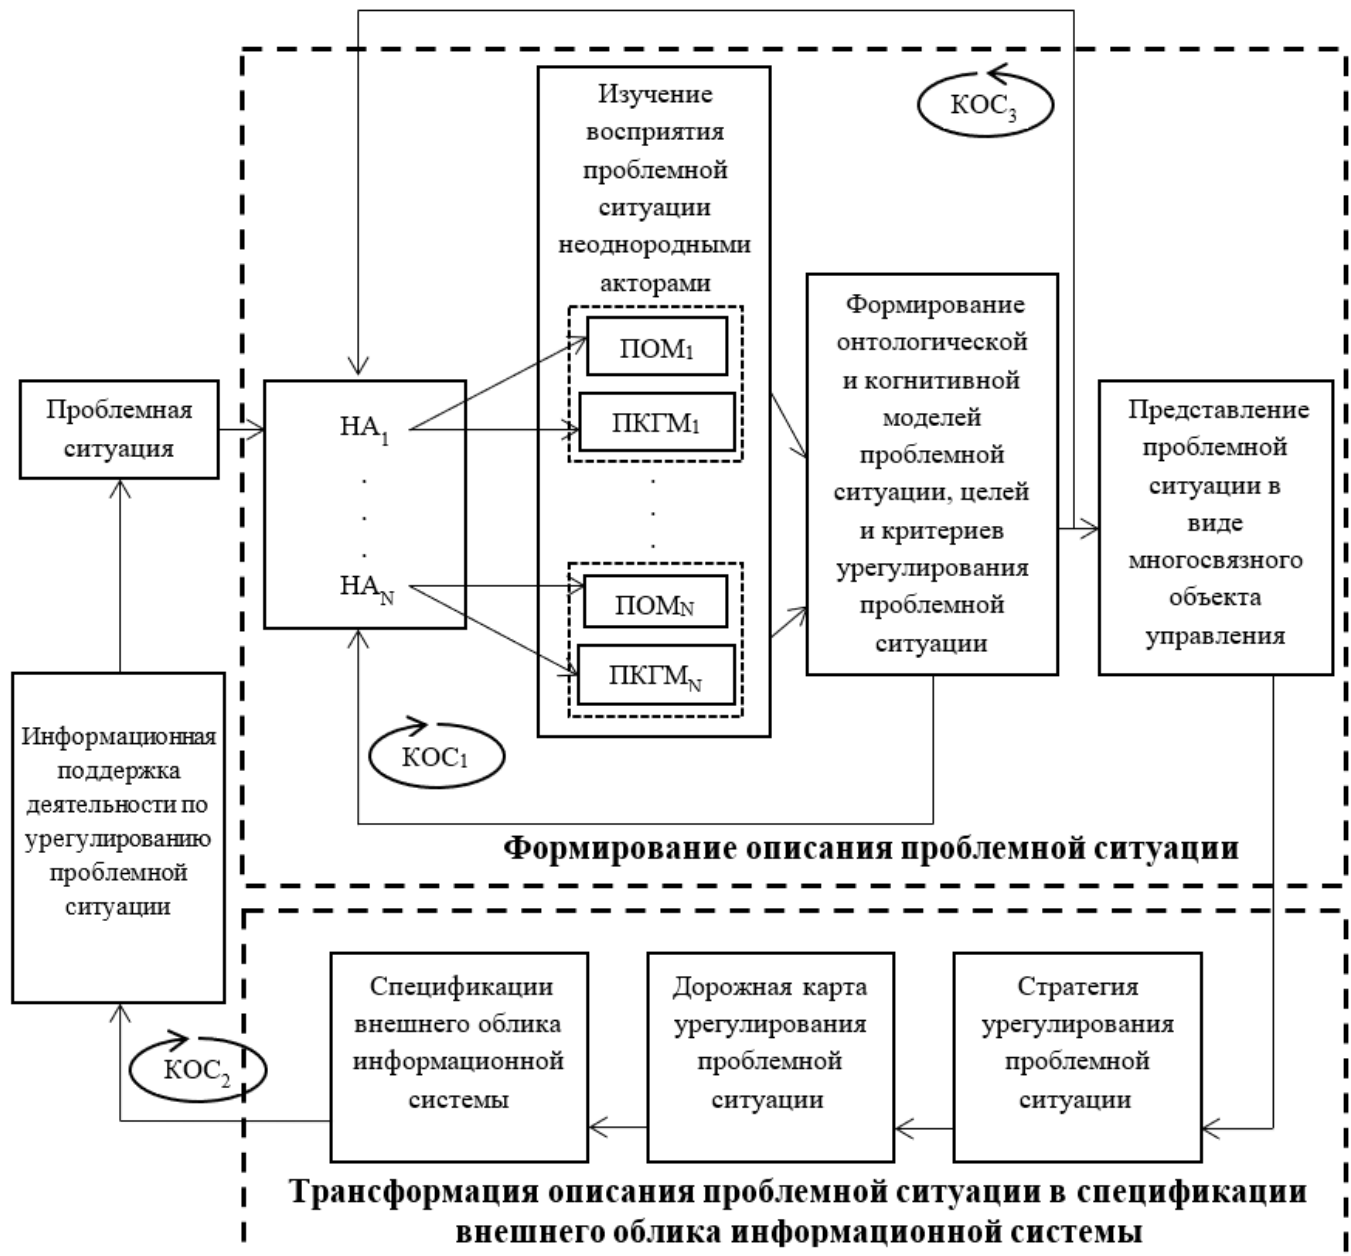 КОС3
Изучение
восприятия
проблемной
ситуации
неоднородными
акторами
ПОМ1
ПКГМ1
.
.
.
ПОМN
ПКГМN
Проблемная
ситуация
НА1
.
.
.
НАN
Формирование
онтологической
и когнитивной
моделей
проблемной
ситуации, целей
и критериев
урегулирования
проблемной
ситуации
Представление
проблемной
ситуации в
виде
многосвязного
объекта
управления
КОС1
Формирование описания проблемной ситуации
Информационная
поддержка
деятельности по
урегулированию
проблемной
ситуации
КОС2
Спецификации
внешнего облика
информационной
системы
Дорожная карта
урегулирования
проблемной
ситуации
Стратегия
урегулирования
проблемной
ситуации
Трансформация описания проблемной ситуации в спецификации
внешнего облика информационной системы